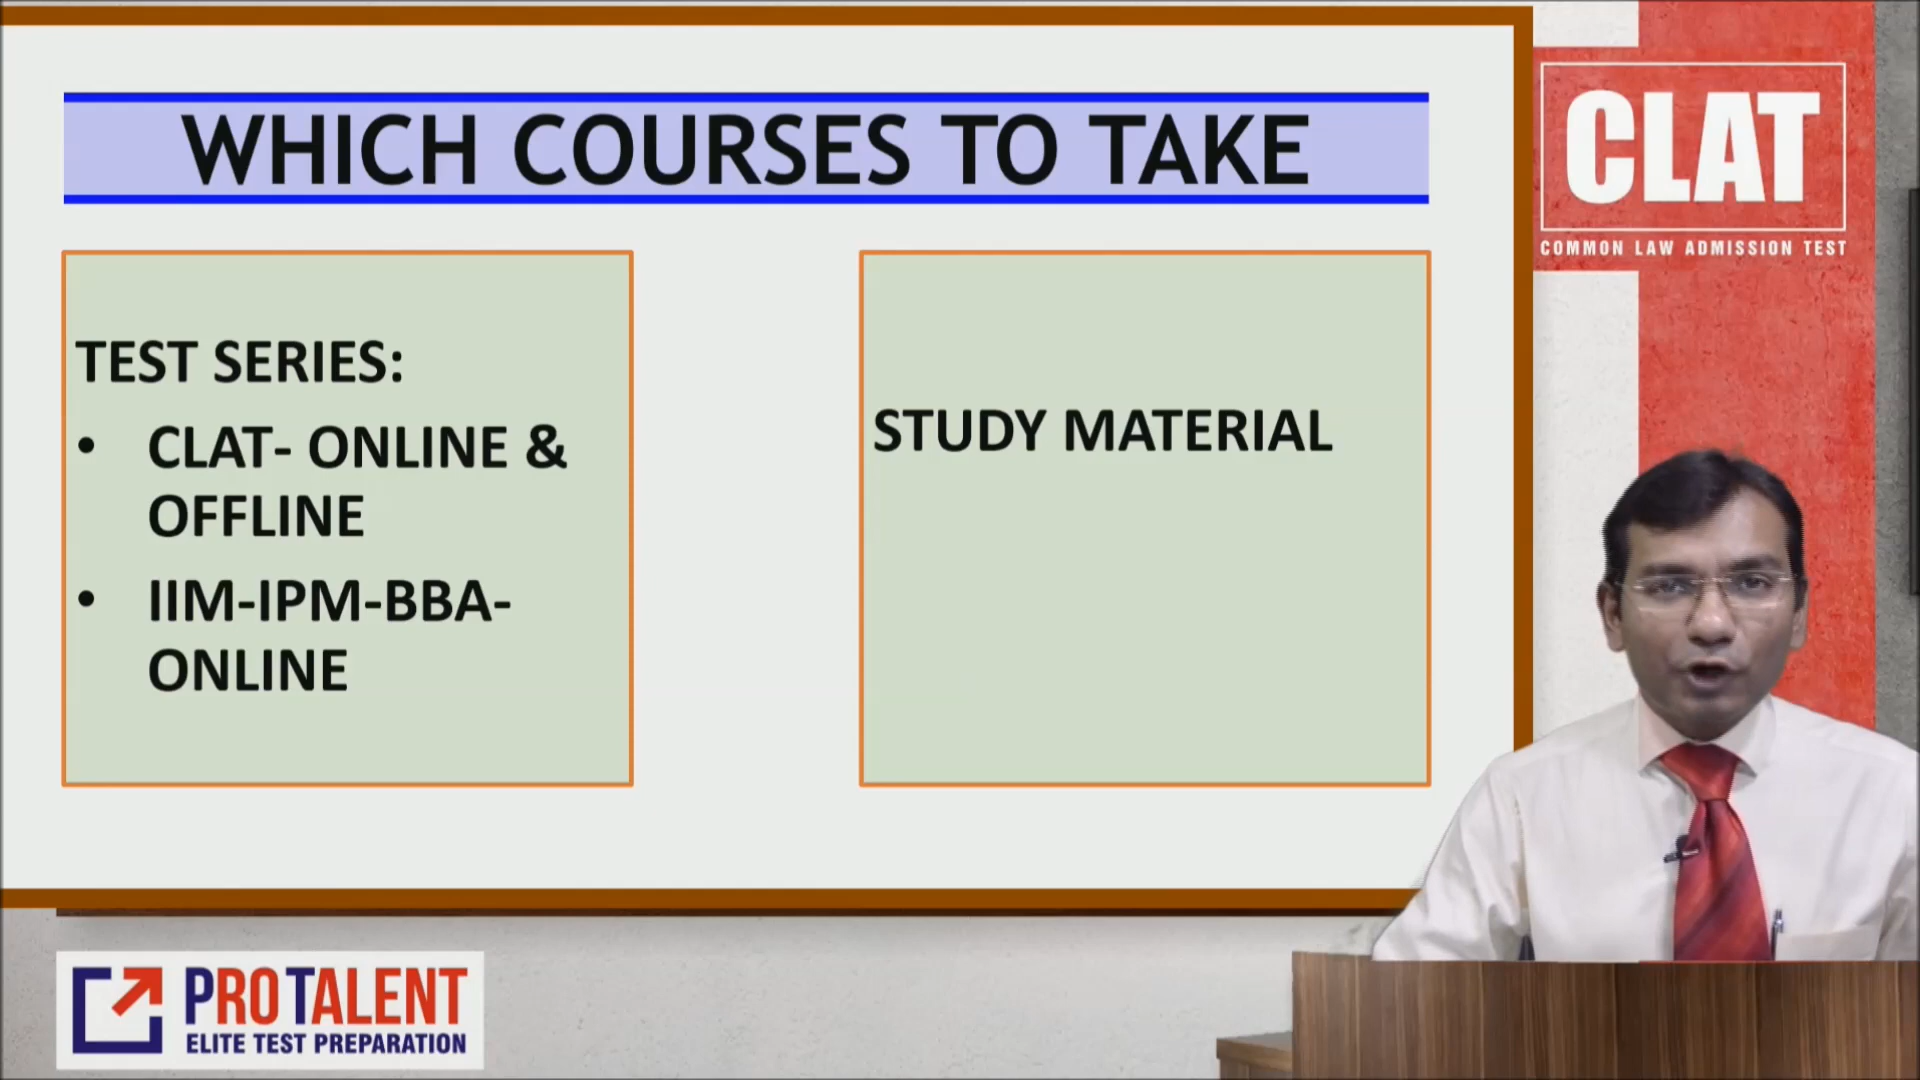 WHICH COURSES TO TAKE
TEST SERIES:
• CLAT- ONLINE &
OFFLINE
• IIM-IPM-BBA-
ONLINE
STUDY MATERIAL
CLAT
COMMON LAW ADMISSION TEST
PROTALENT
ELITE TEST PREPARATION